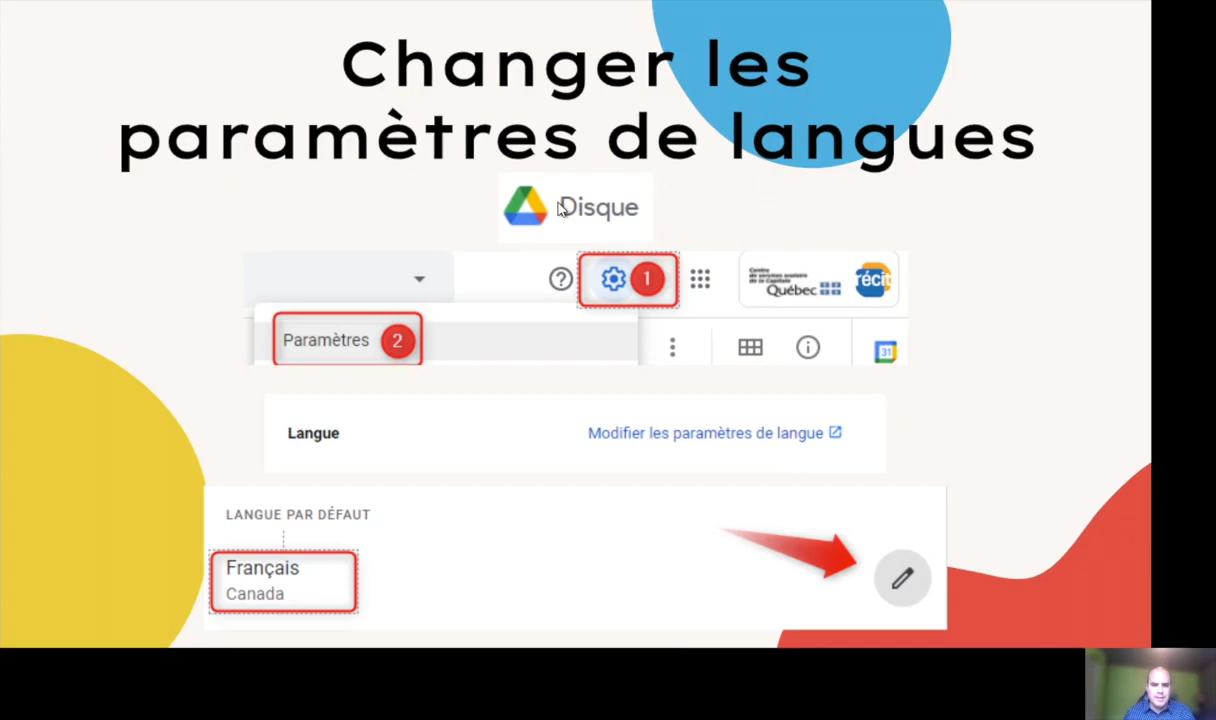 Changer les
paramètres de langues
Disque
1
Centre
de services scolaire
de la Capitale
Québec
récit
Paramètres 2
31
Langue
Modifier les paramètres de langue
LANGUE PAR DÉFAUT
Français
Canada